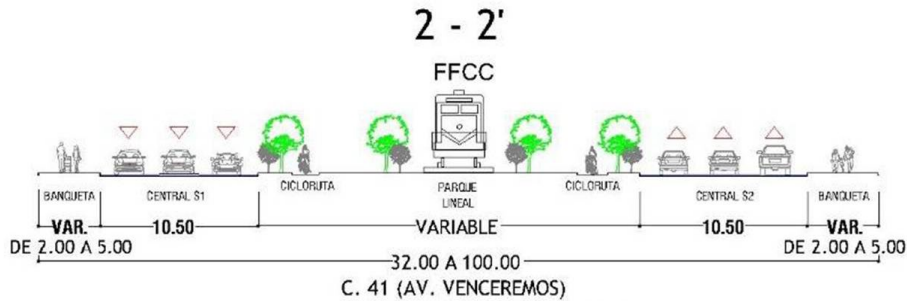 2 - 2'
FFCC
BANQUETA CENTRAL S1 CICLORUTA PARQUE LINEAL CICLORUTA CENTRAL S2 BANQUETA
VAR. 10.50 VARIABLE 10.50 VAR.
DE 2.00 A 5.00 DE 2.00 A 5.00
32.00 A 100.00
C. 41 (AV. VENCEREMOS)